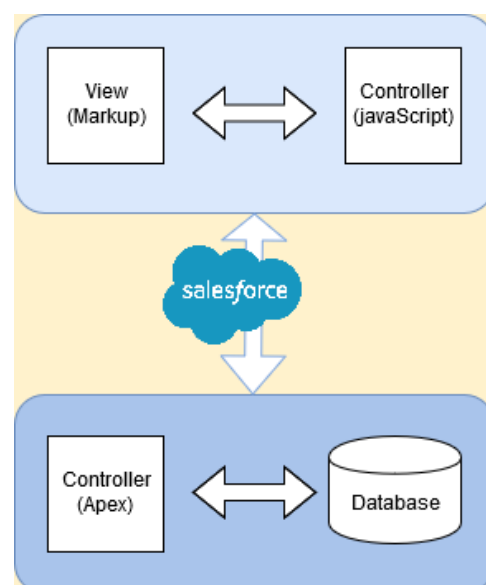 View
(Markup)
Controller
(javaScript)
salesforce
Controller
(Apex)
Database